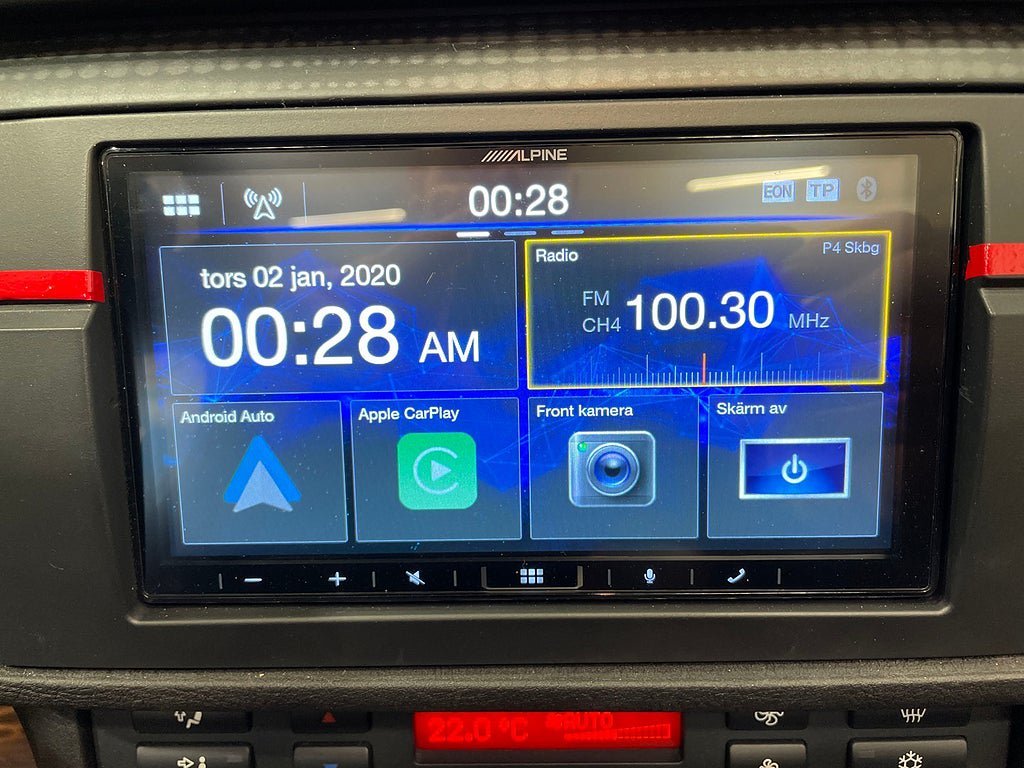 ALPINE
00:28
EON TP
tors 02 jan, 2020
00:28 AM
Radio
P4 Skbg
FM
CH4
100.30 MHz
Android Auto
Apple CarPlay
Front kamera
Skärm av
22.0 °C
AUTO